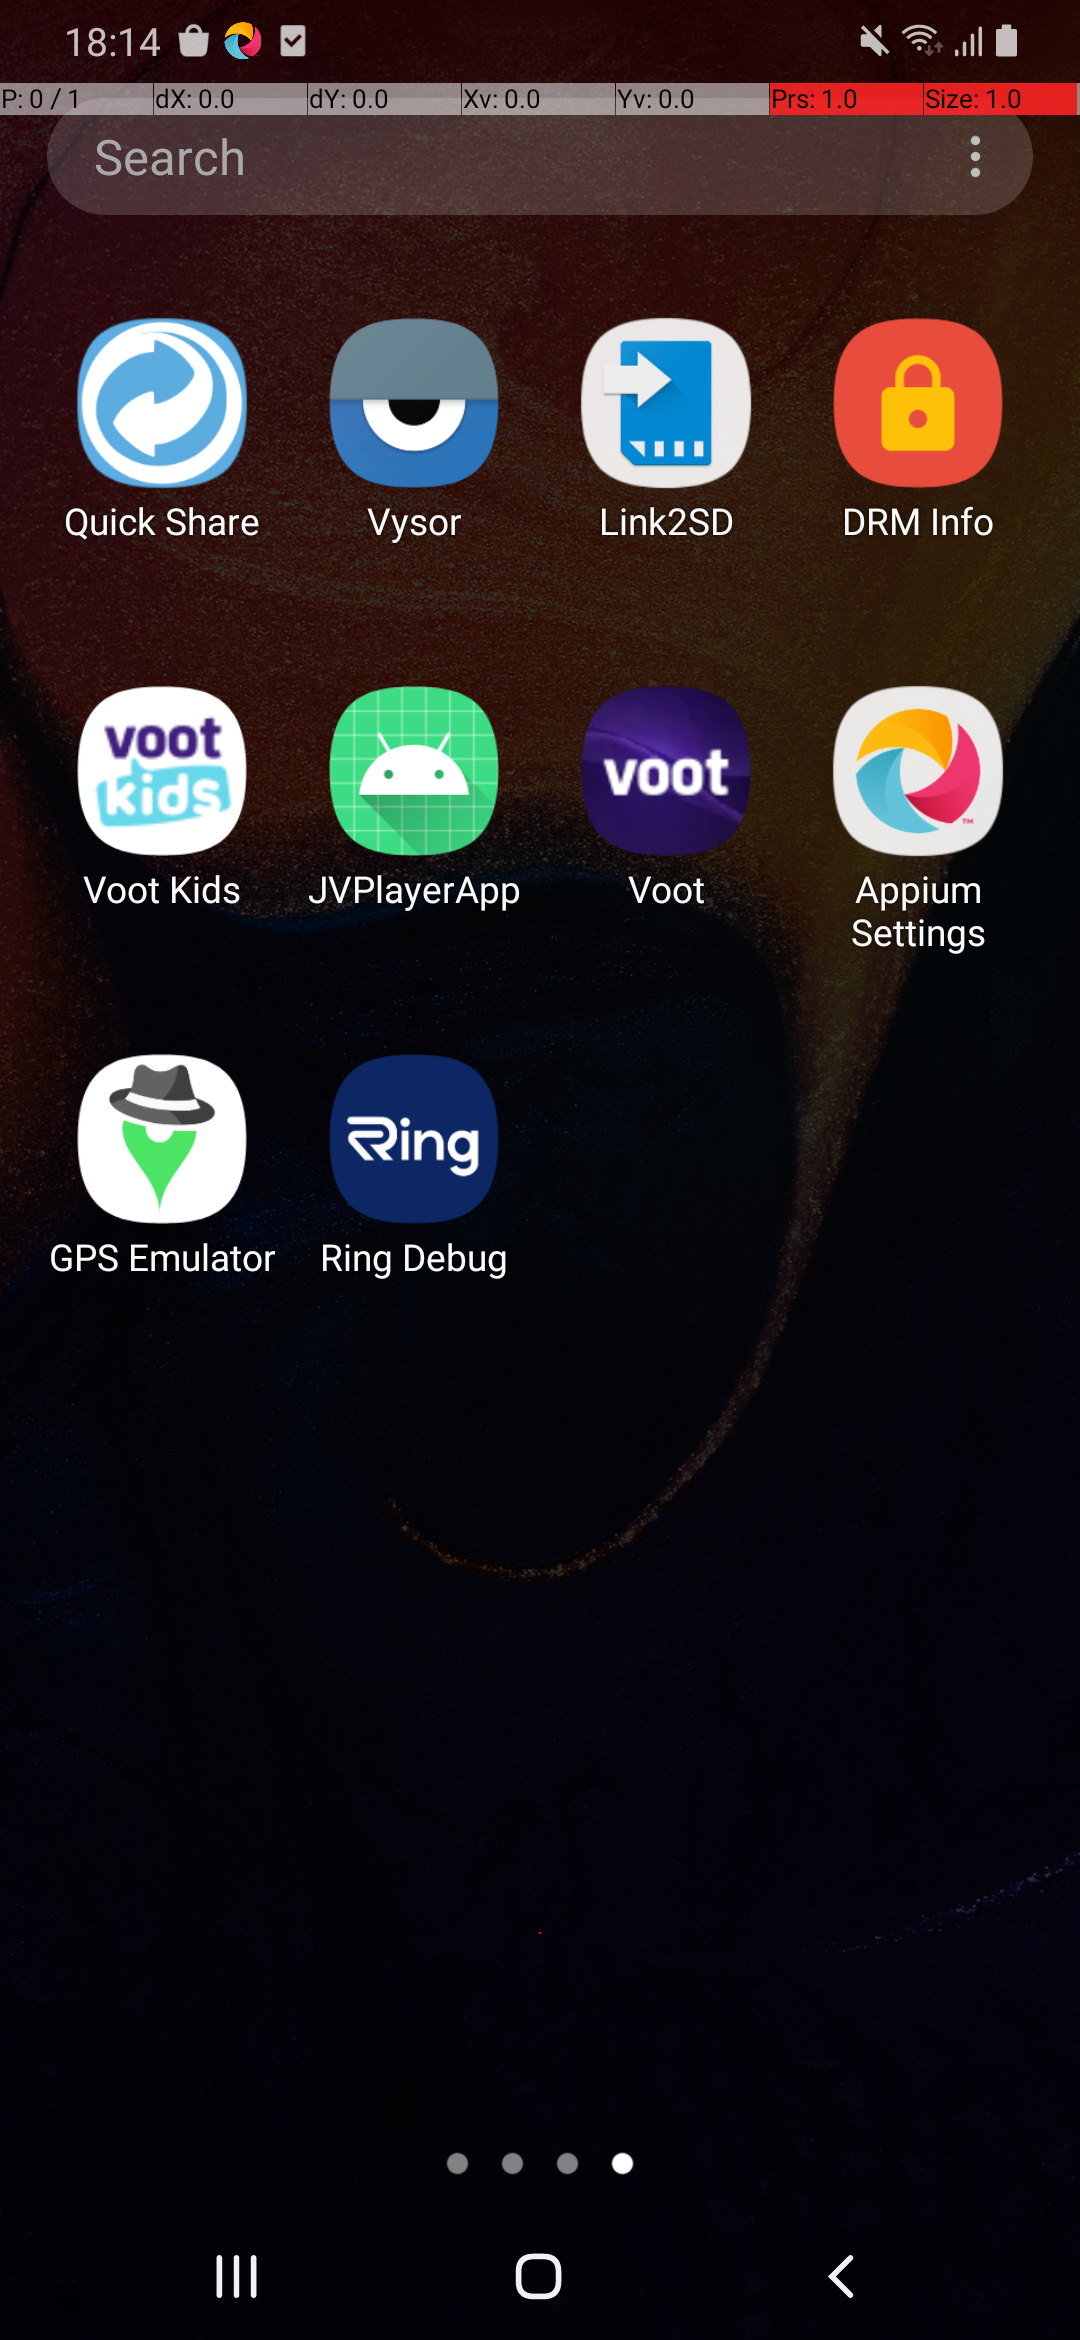 18:14
P: 0 / 1 dX: 0.0 dY: 0.0 Xv: 0.0 Yv: 0.0 Prs: 1.0 Size: 1.0
Search
Quick Share Vysor Link2SD DRM Info
voot
kids
voot
TM
Voot Kids JVPlayerApp Voot Appium
Settings
Ring
GPS Emulator Ring Debug